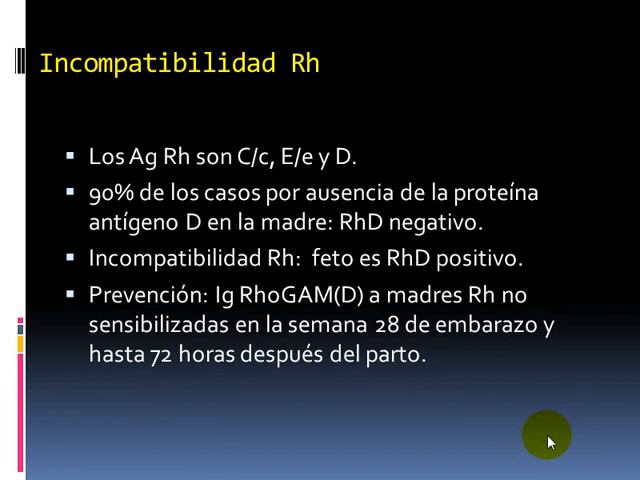 Incompatibilidad Rh
Los Ag Rh son C/c, E/e y D.
90% de los casos por ausencia de la proteína
antígeno D en la madre: RhD negativo.
Incompatibilidad Rh: feto es RhD positivo.
Prevención: Ig RhoGAM(D) a madres Rh no
sensibilizadas en la semana 28 de embarazo y
hasta 72 horas después del parto.